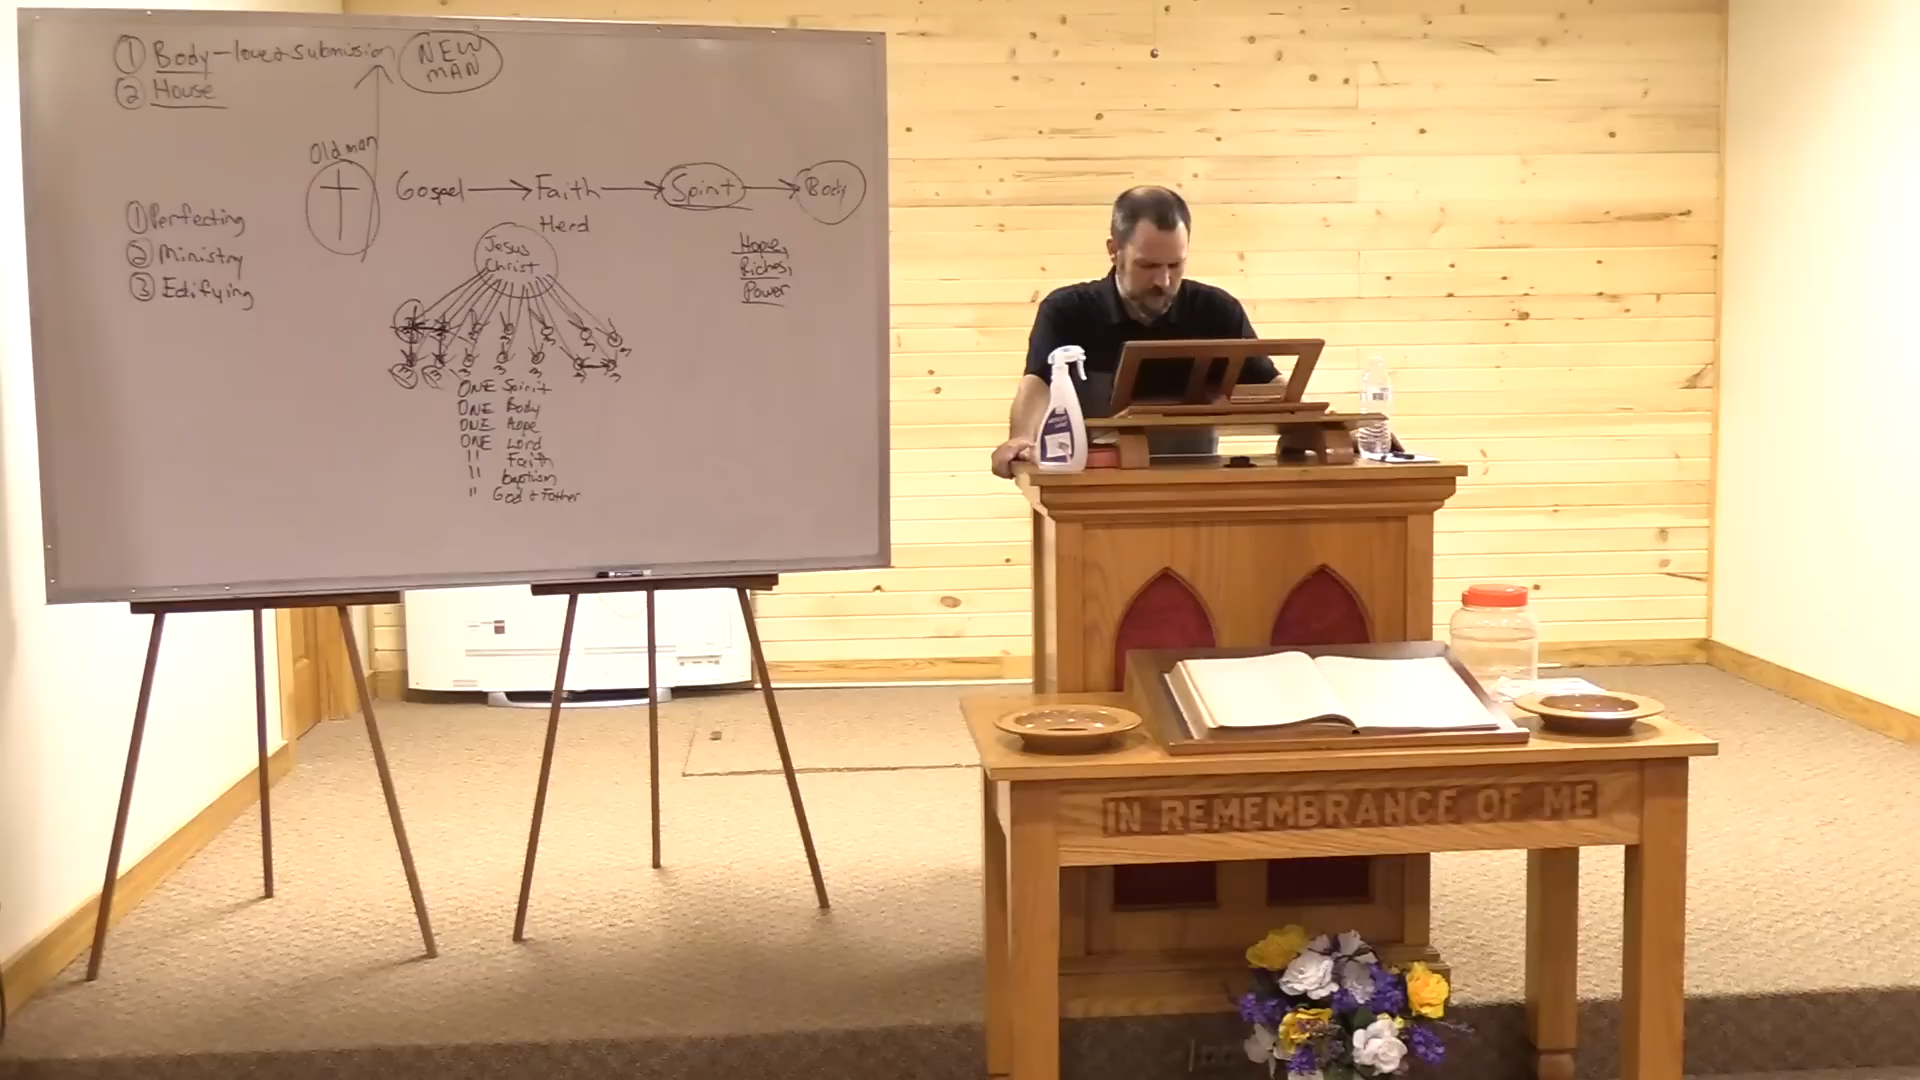 ① Body - love & submission
NEW MAN
② House
Old man
Gospel → Faith → Spirit → Body
① Perfecting
② Ministry
③ Edifying
Head
Jesus
Christ
Hope,
Riches,
Power
ONE Spirit
ONE Body
ONE Hope
ONE Lord
" Faith
" baptism
" God & Father
IN REMEMBRANCE OF ME